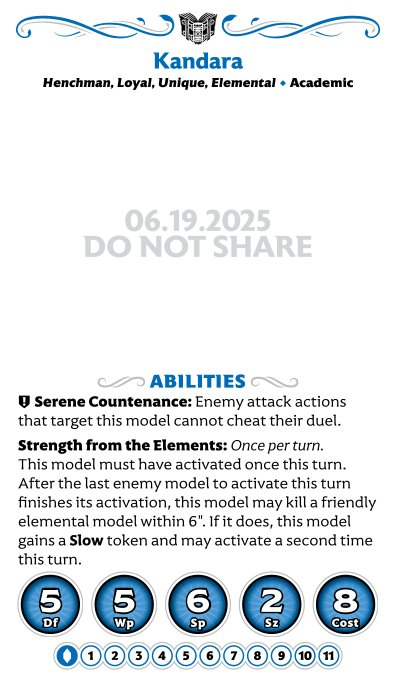 Kandara
Henchman, Loyal, Unique, Elemental ◆ Academic
06.19.2025
DO NOT SHARE
ABILITIES
Serene Countenance: Enemy attack actions
that target this model cannot cheat their duel.
Strength from the Elements: Once per turn.
This model must have activated once this turn.
After the last enemy model to activate this turn
finishes its activation, this model may kill a friendly
elemental model within 6". If it does, this model
gains a Slow token and may activate a second time
this turn.
5 5 6 2 8
Df Wp Sp Sz Cost
1 2 3 4 5 6 7 8 9 10 11